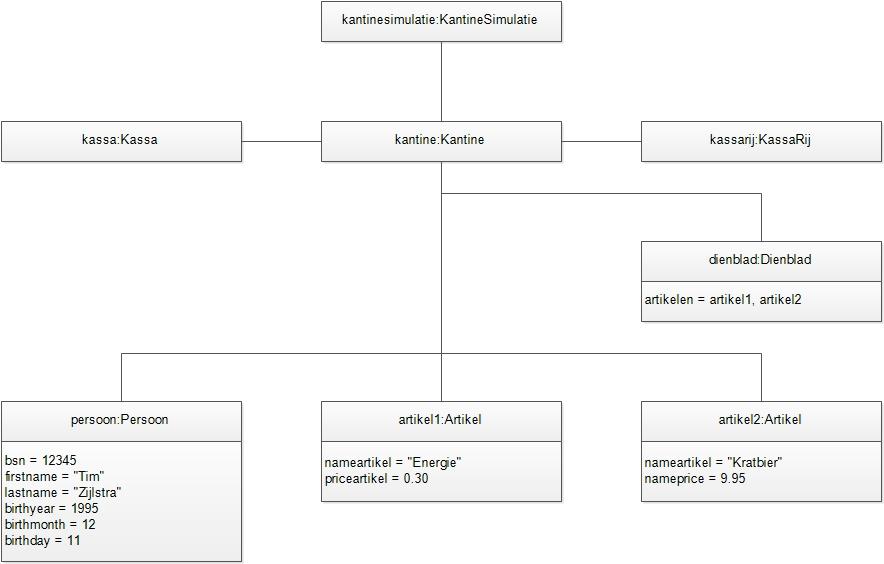 kantinesimulatie:KantineSimulatie
kassa:Kassa
kantine:Kantine
kassarij:KassaRij
dienblad:Dienblad
artikelen = artikel1, artikel2
persoon:Persoon
bsn = 12345
firstname = "Tim"
lastname = "Zijlstra"
birthyear = 1995
birthmonth = 12
birthday = 11
artikel1:Artikel
nameartikel = "Energie"
priceartikel = 0.30
artikel2:Artikel
nameartikel = "Kratbier"
nameprice = 9.95